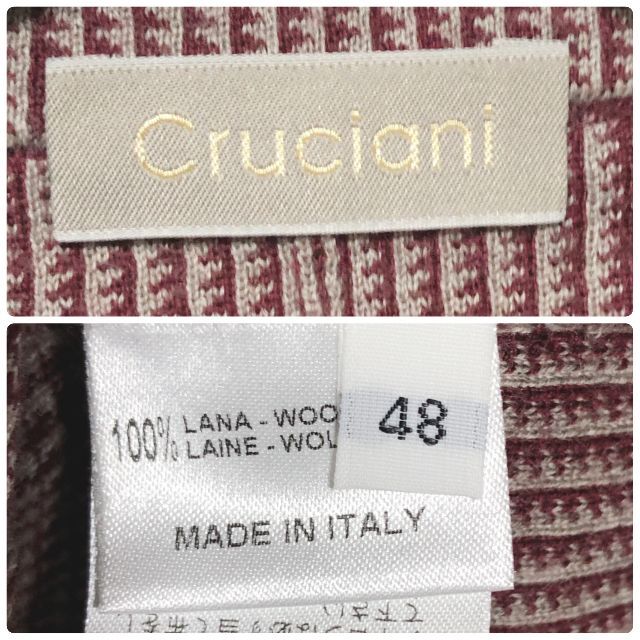 Cruciani
100% LANA - WOO
LAINE - WOL
48
MADE IN ITALY